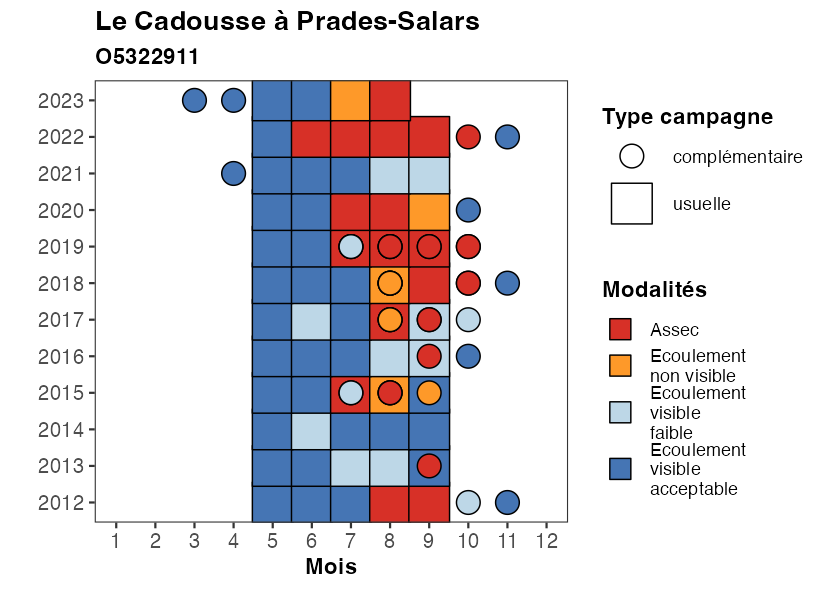 Le Cadousse à Prades-Salars
O5322911
2023
2022
2021
2020
2019
2018
2017
2016
2015
2014
2013
2012
1 2 3 4 5 6 7 8 9 10 11 12
Mois
Type campagne
complémentaire
usuelle
Modalités
Assec
Ecoulement
non visible
Ecoulement
visible
faible
Ecoulement
visible
acceptable